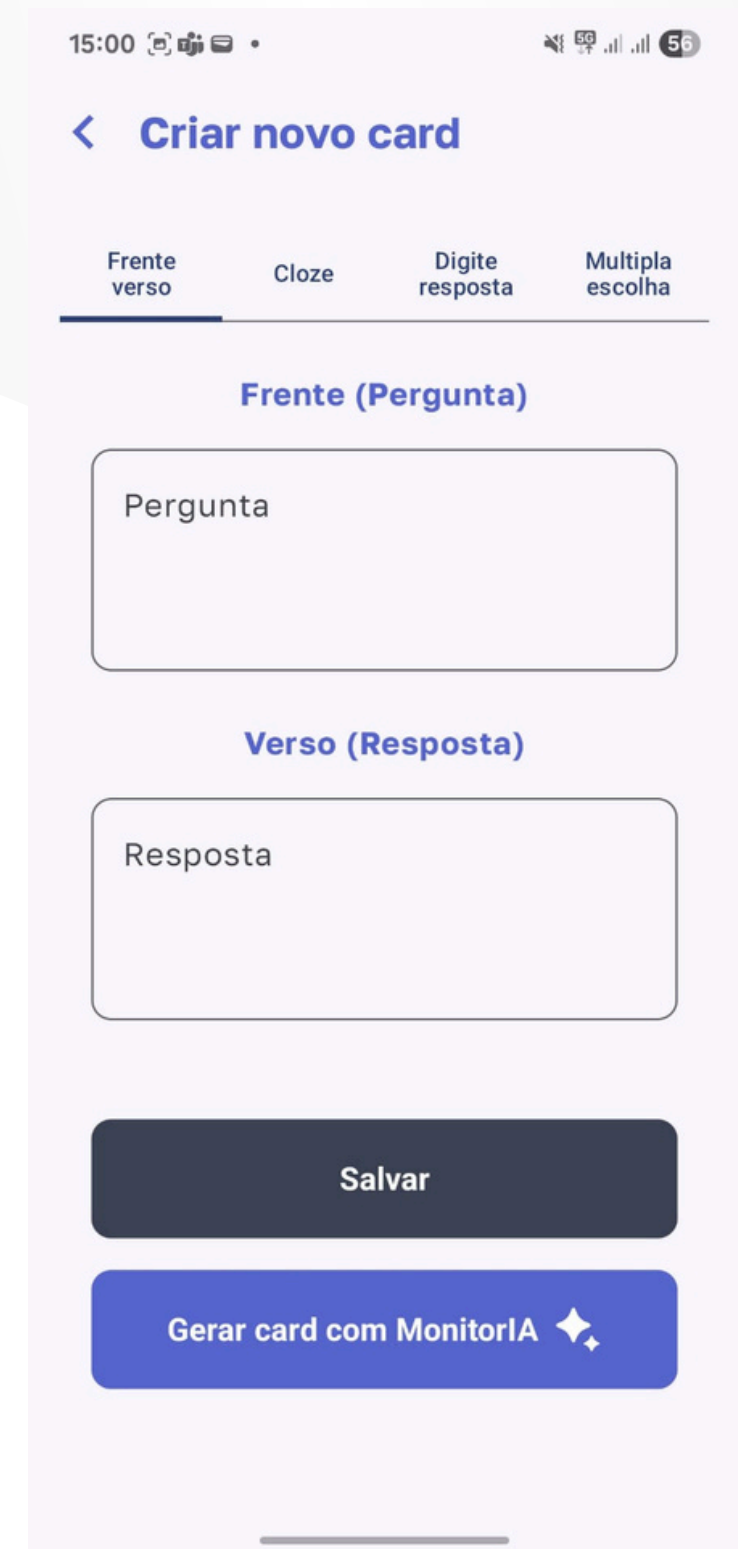 15:00
5G
56
Criar novo card
Frente
verso
Cloze
Digite
resposta
Multipla
escolha
Frente (Pergunta)
Pergunta
Verso (Resposta)
Resposta
Salvar
Gerar card com MonitorIA